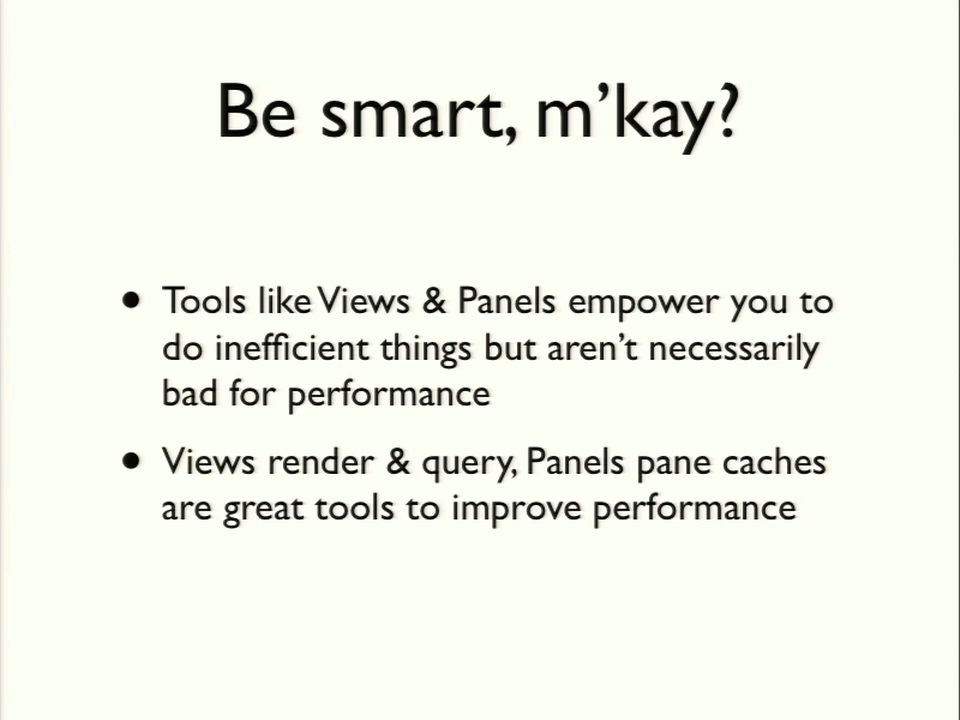 Be smart, m’kay?
• Tools like Views & Panels empower you to
do inefficient things but aren’t necessarily
bad for performance
• Views render & query, Panels pane caches
are great tools to improve performance